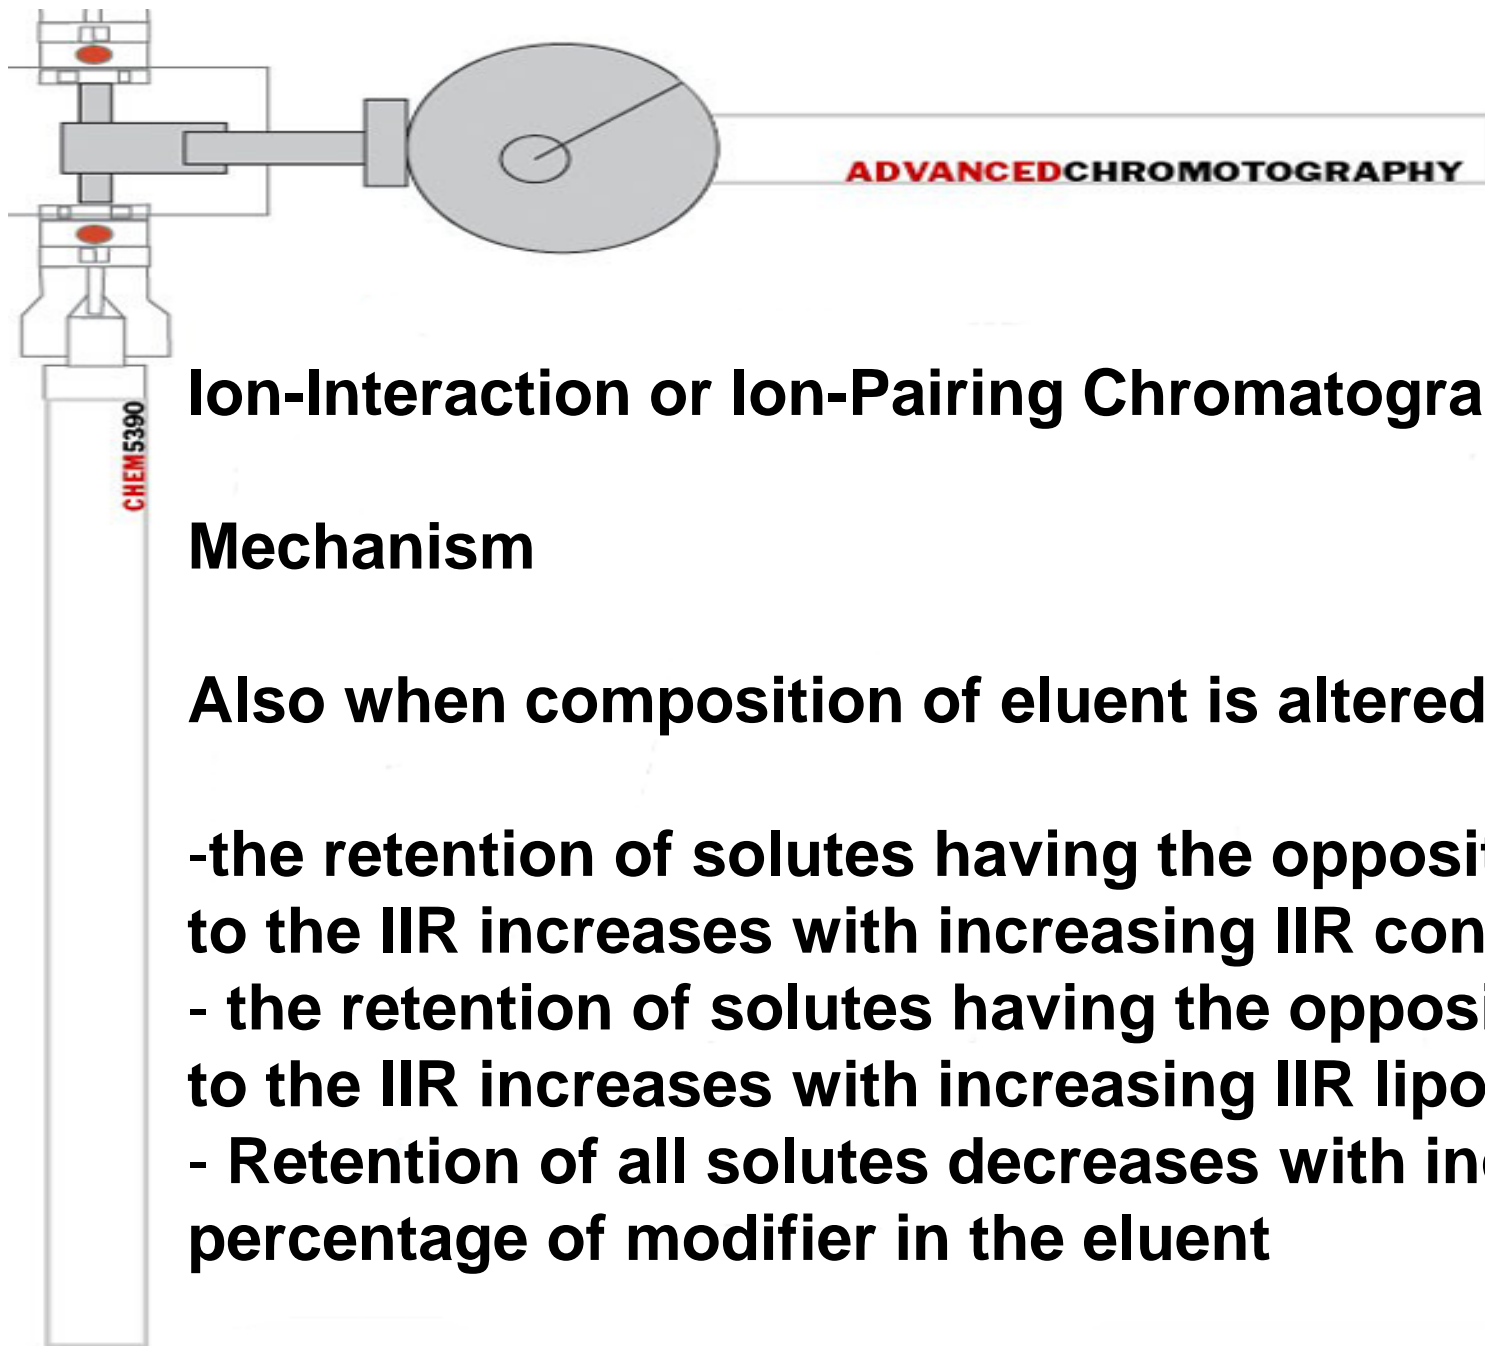 ADVANCEDCHROMOTOGRAPHY
CHEM5390
Ion-Interaction or Ion-Pairing Chromatogra
Mechanism
Also when composition of eluent is altered
-the retention of solutes having the opposit
to the IIR increases with increasing IIR con
- the retention of solutes having the opposi
to the IIR increases with increasing IIR lipo
- Retention of all solutes decreases with in
percentage of modifier in the eluent